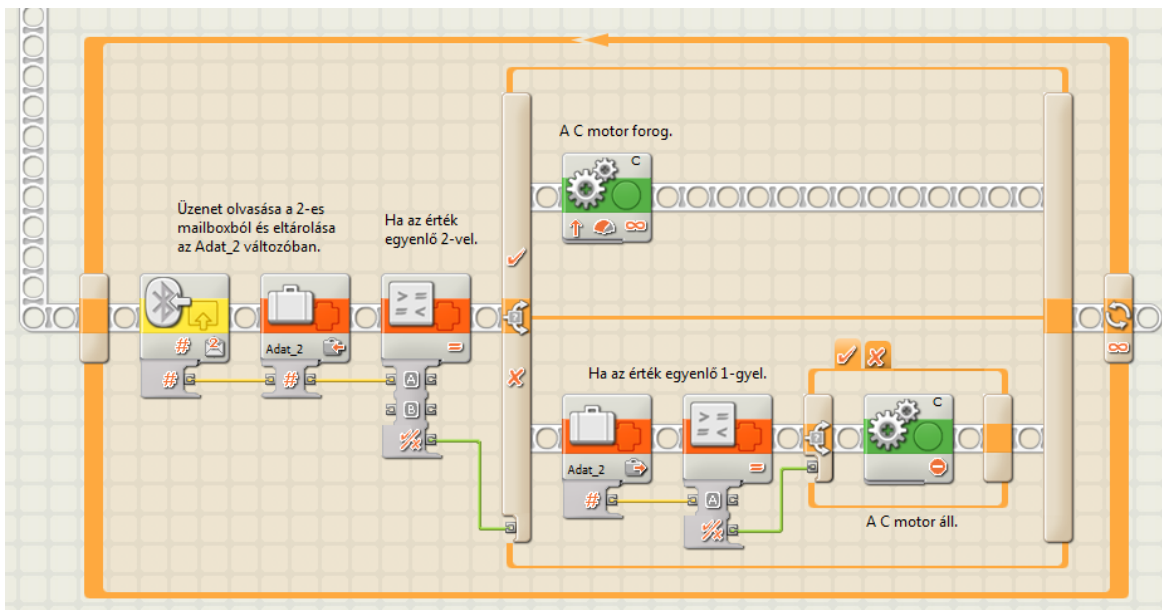 A C motor forog.
C
Üzenet olvasása a 2-es
mailboxból és eltárolása
az Adat_2 változóban.
Ha az érték
egyenlő 2-vel.
Adat_2
#
2
#
#
A
B
Ha az érték egyenlő 1-gyel.
C
Adat_2
#
A
A C motor áll.